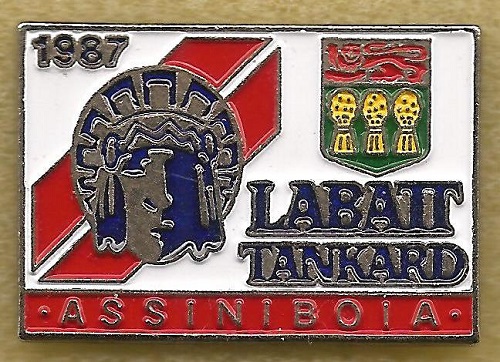 1987
LABATT
TANKARD
· ASSINIBOIA ·